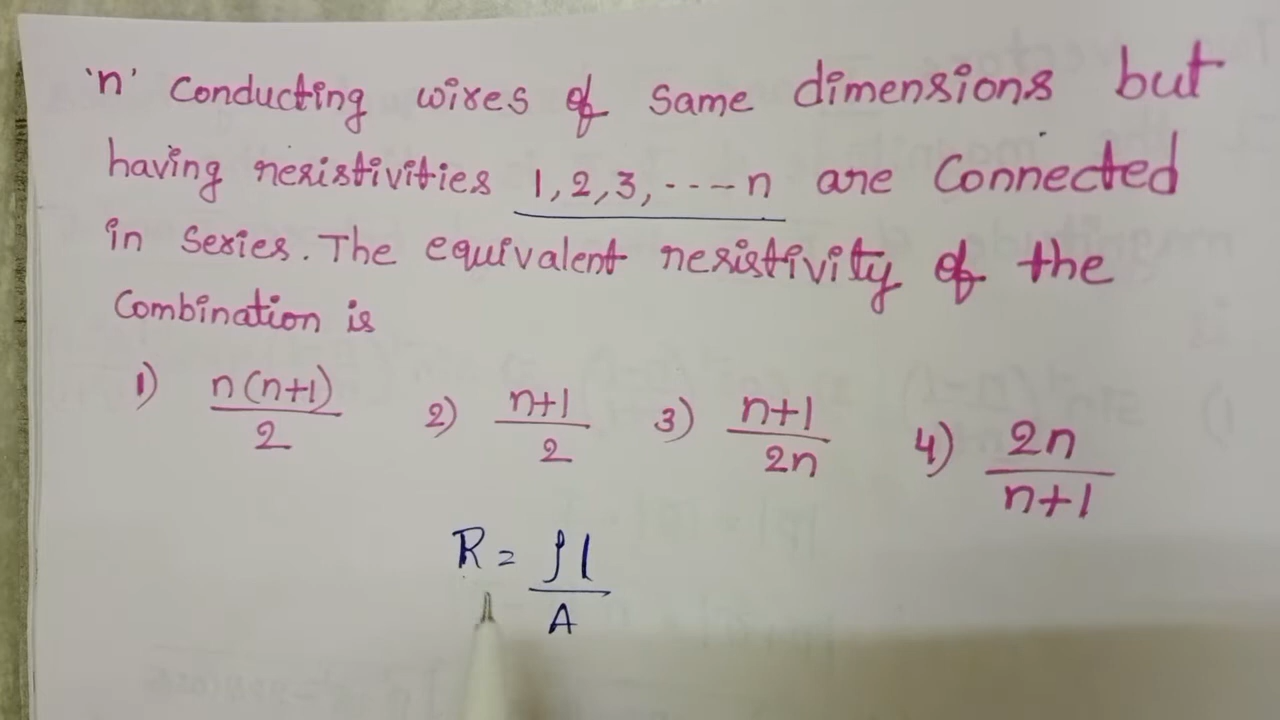 'n' Conducting wires of same dimensions but
having resistivities 1, 2, 3, ---- n are Connected
in series. The equivalent resistivity of the
Combination is
1) n(n+1)/2 2) n+1/2 3) n+1/2n 4) 2n/n+1
R = ρl/A